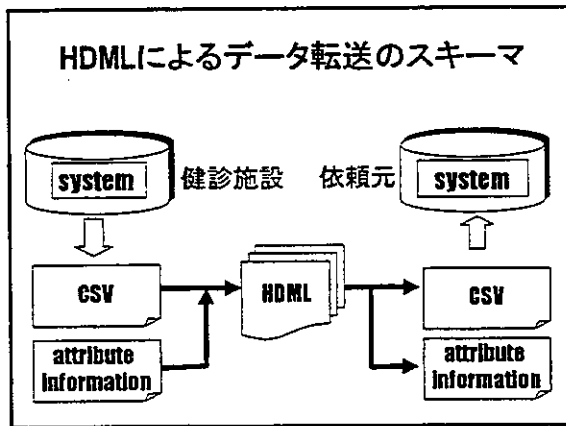 HDMLによるデータ転送のスキーマ
system
健診施設
依頼元
system
CSV
HDML
CSV
attribute
information
attribute
information